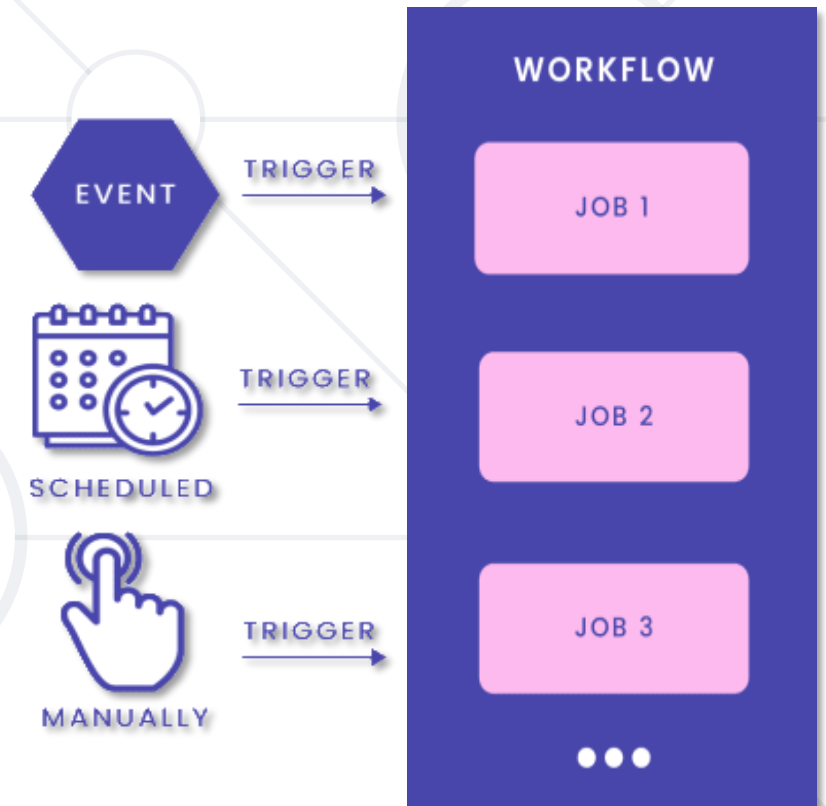 WORKFLOW
EVENT
TRIGGER
JOB 1
TRIGGER
JOB 2
SCHEDULED
TRIGGER
JOB 3
MANUALLY